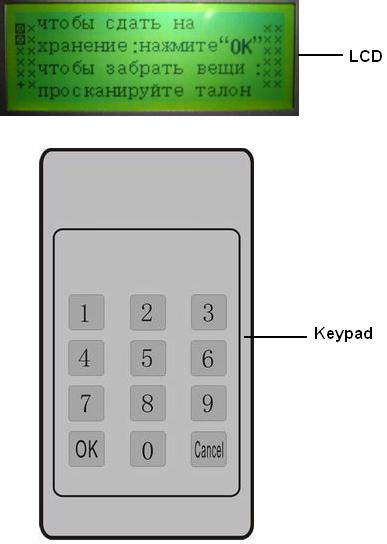 чтобы сдать на
хранение:нажмите“OK”
чтобы забрать вещи :
просканируйте талон
LCD
1 2 3
4 5 6
Keypad
7 8 9
OK 0 Cancel